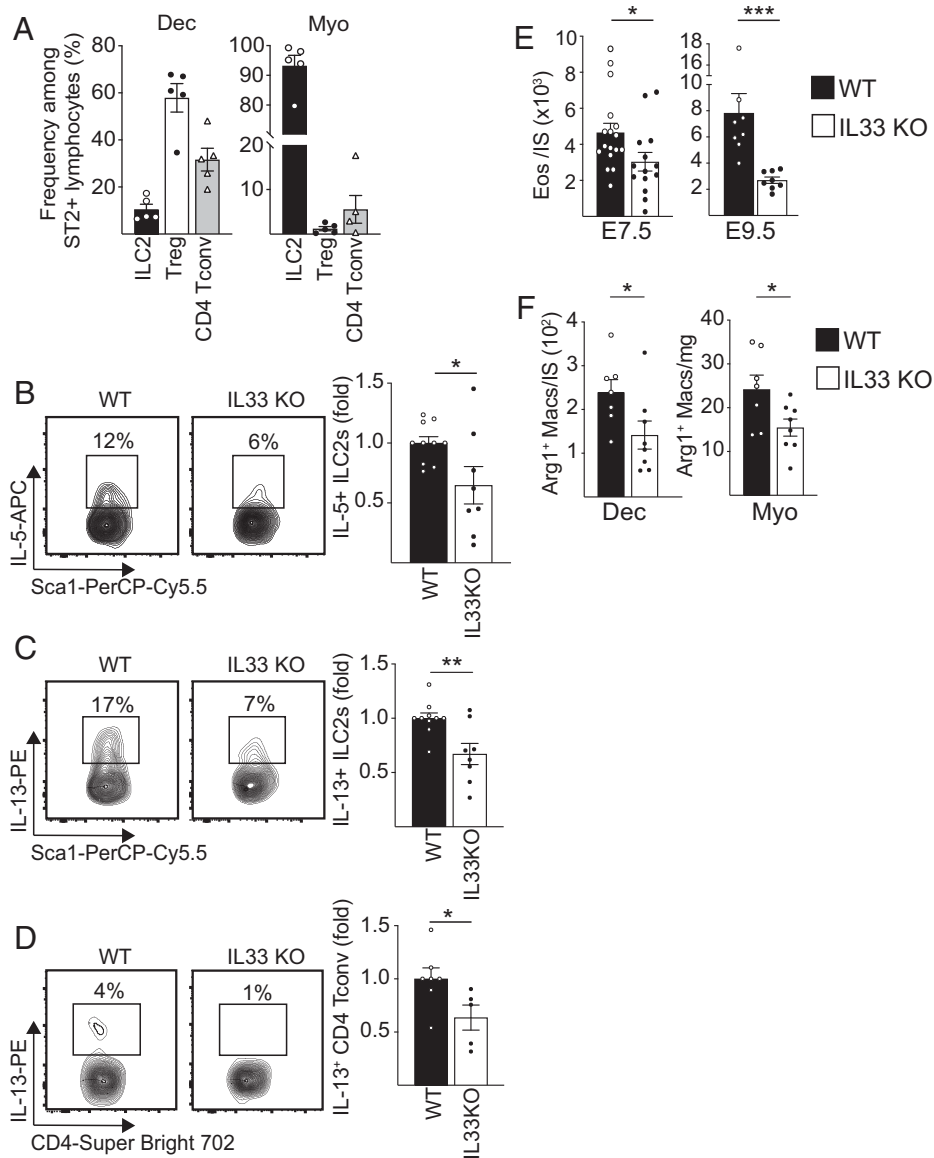 A
Dec
Myo
Frequency among
ST2+ lymphocytes (%)
80
60
40
20
100
90
80
20
10
ILC2
Treg
CD4 Tconv
ILC2
Treg
CD4 Tconv
B
WT
IL33 KO
12%
6%
IL-5-APC
Sca1-PerCP-Cy5.5
IL-5+ ILC2s (fold)
1.5
1.0
0.5
*
WT
IL33KO
C
WT
IL33 KO
17%
7%
IL-13-PE
Sca1-PerCP-Cy5.5
IL-13+ ILC2s (fold)
1.5
1.0
0.5
**
WT
IL33KO
D
WT
IL33 KO
4%
1%
IL-13-PE
CD4-Super Bright 702
IL-13⁺ CD4 Tconv (fold)
1.5
1.0
0.5
*
WT
IL33KO
E
Eos /IS (x10³)
10
8
6
4
2
*
E7.5
18
16
14
12
10
8
6
4
2
***
E9.5
WT
IL33 KO
F
Arg1⁺ Macs/IS (10²)
4
3
2
1
*
Dec
Arg1⁺ Macs/mg
40
30
20
10
*
Myo
WT
IL33 KO